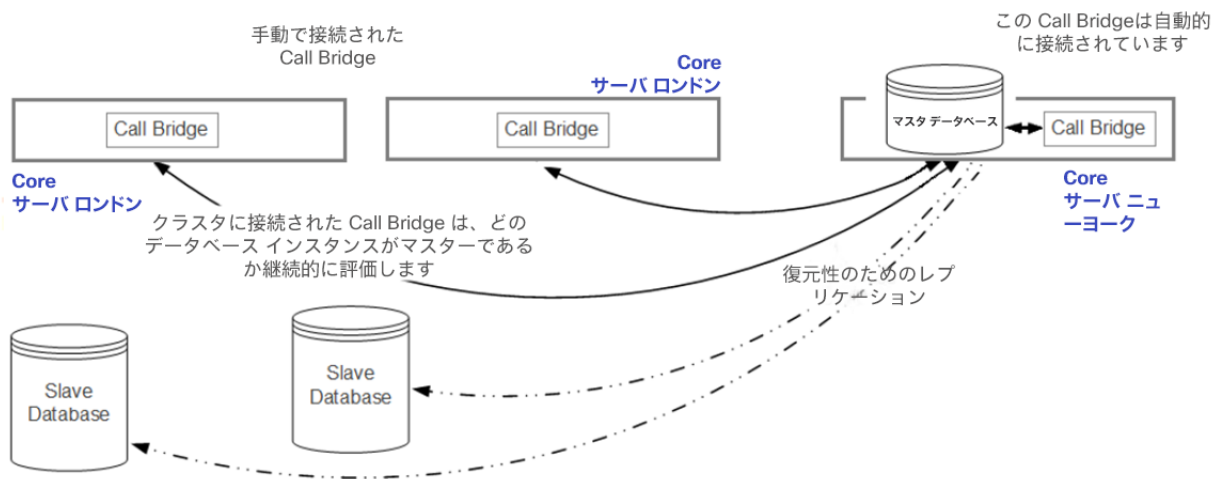 手動で接続された
Call Bridge
この Call Bridgeは自動的
に接続されています
Core
サーバ ロンドン
Call Bridge
Call Bridge
マスタ データベース
Call Bridge
Core
サーバ ロンドン
Core
サーバ ニュ
ーヨーク
クラスタに接続された Call Bridge は、どの
データベース インスタンスがマスターである
か継続的に評価します
復元性のためのレプ
リケーション
Slave
Database
Slave
Database